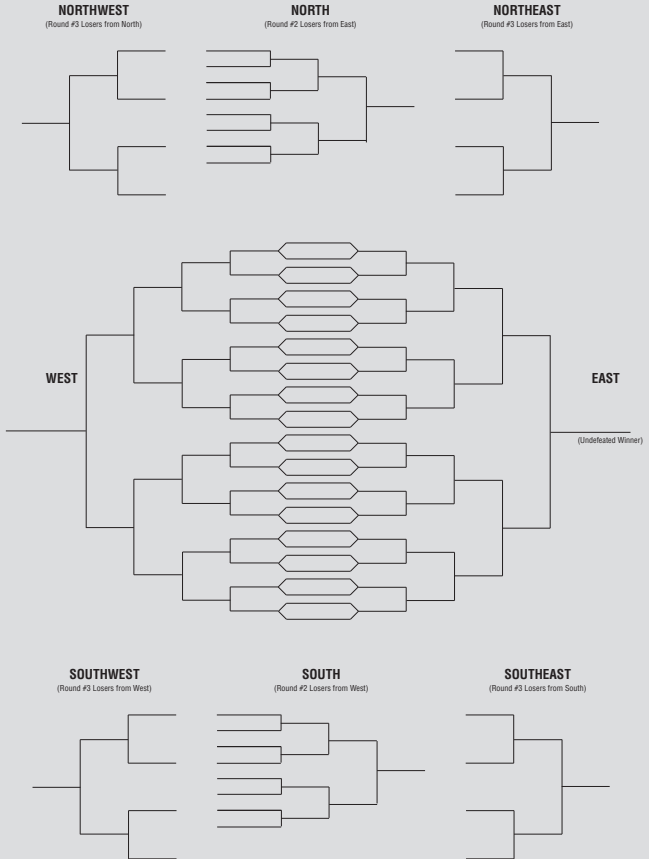 NORTHWEST
(Round #3 Losers from North)
NORTH
(Round #2 Losers from East)
NORTHEAST
(Round #3 Losers from East)
WEST
EAST
(Undefeated Winner)
SOUTHWEST
(Round #3 Losers from West)
SOUTH
(Round #2 Losers from West)
SOUTHEAST
(Round #3 Losers from South)